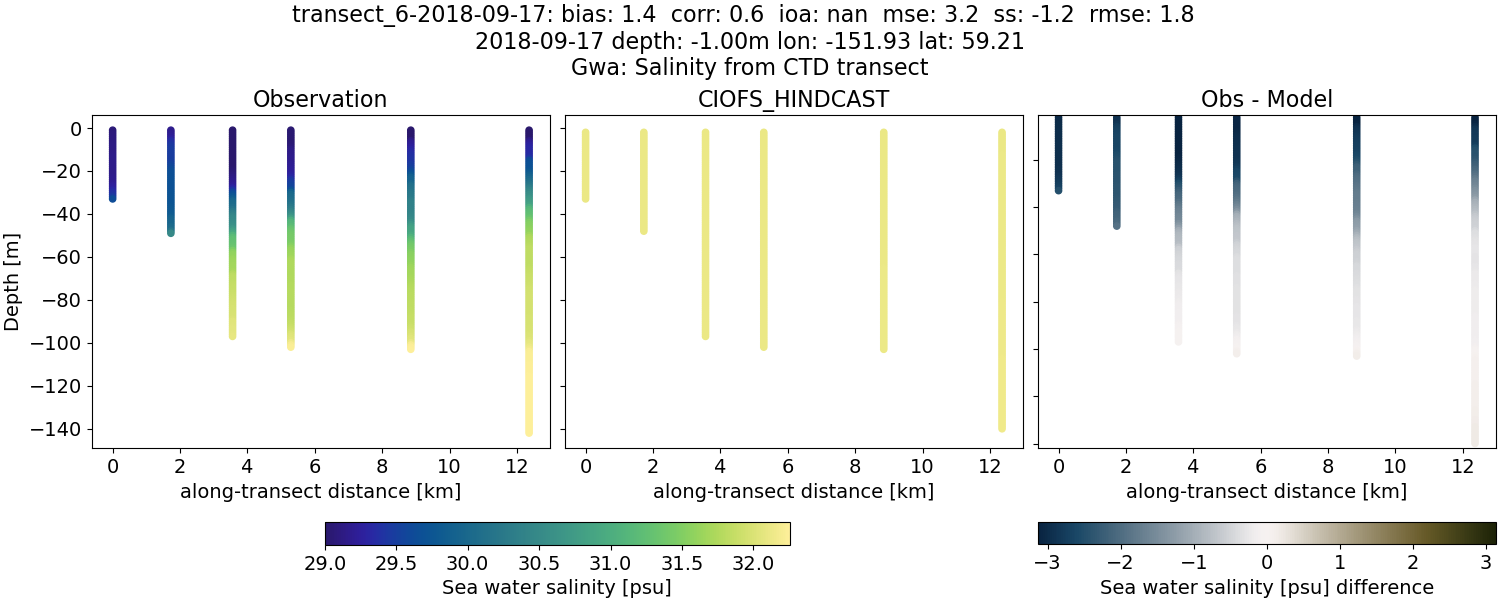 transect_6-2018-09-17: bias: 1.4  corr: 0.6  ioa: nan  mse: 3.2  ss: -1.2  rmse: 1.8
2018-09-17 depth: -1.00m lon: -151.93 lat: 59.21
Gwa: Salinity from CTD transect
Observation
CIOFS_HINDCAST
Obs - Model
Depth [m]
0
−20
−40
−60
−80
−100
−120
−140
0 2 4 6 8 10 12
0 2 4 6 8 10 12
0 2 4 6 8 10 12
along-transect distance [km]
along-transect distance [km]
along-transect distance [km]
29.0 29.5 30.0 30.5 31.0 31.5 32.0
Sea water salinity [psu]
−3 −2 −1 0 1 2 3
Sea water salinity [psu] difference